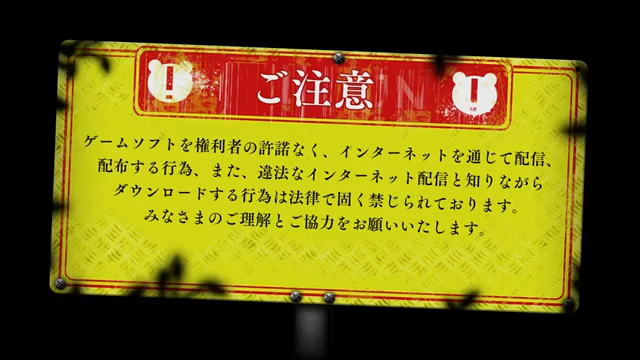 ご注意
ゲームソフトを権利者の許諾なく、インターネットを通じて配信、
配布する行為、また、違法なインターネット配信と知りながら
ダウンロードする行為は法律で固く禁じられております。
みなさまのご理解とご協力をお願いいたします。